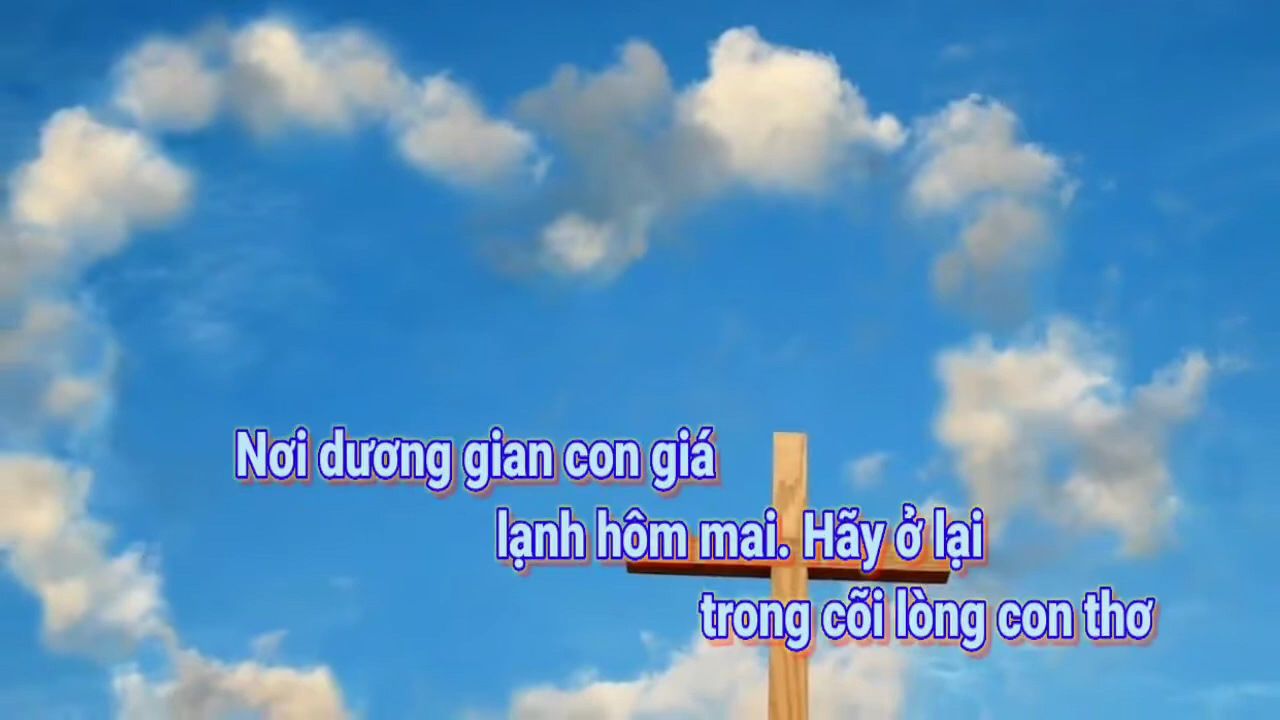 Nơi dương gian con giá
lạnh hôm mai. Hãy ở lại
trong cõi lòng con thơ